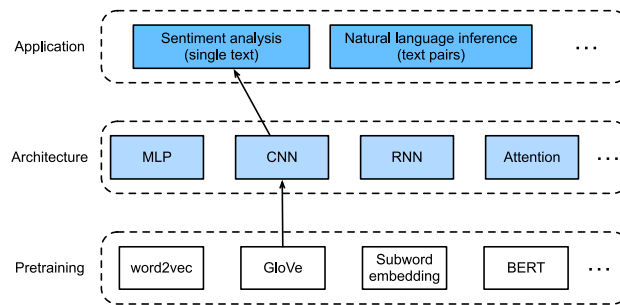 Application
Sentiment analysis
(single text)
Natural language inference
(text pairs)
...
Architecture
MLP
CNN
RNN
Attention
...
Pretraining
word2vec
GloVe
Subword
embedding
BERT
...